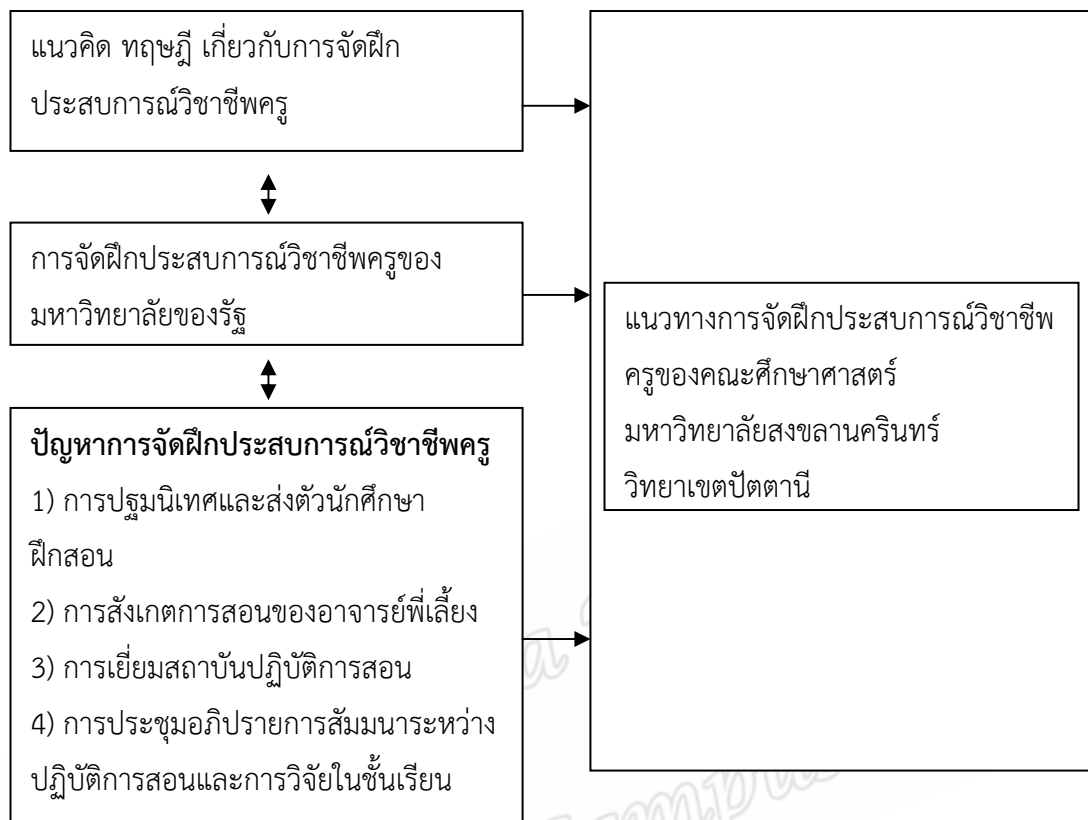 แนวคิด ทฤษฎี เกี่ยวกับการจัดฝึก
ประสบการณ์วิชาชีพครู
การจัดฝึกประสบการณ์วิชาชีพครูของ
มหาวิทยาลัยของรัฐ
ปัญหาการจัดฝึกประสบการณ์วิชาชีพครู
1) การปฐมนิเทศและส่งตัวนักศึกษา
ฝึกสอน
2) การสังเกตการสอนของอาจารย์พี่เลี้ยง
3) การเยี่ยมสถาบันปฏิบัติการสอน
4) การประชุมอภิปรายการสัมมนาระหว่าง
ปฏิบัติการสอนและการวิจัยในชั้นเรียน
แนวทางการจัดฝึกประสบการณ์วิชาชีพ
ครูของคณะศึกษาศาสตร์
มหาวิทยาลัยสงขลานครินทร์
วิทยาเขตปัตตานี